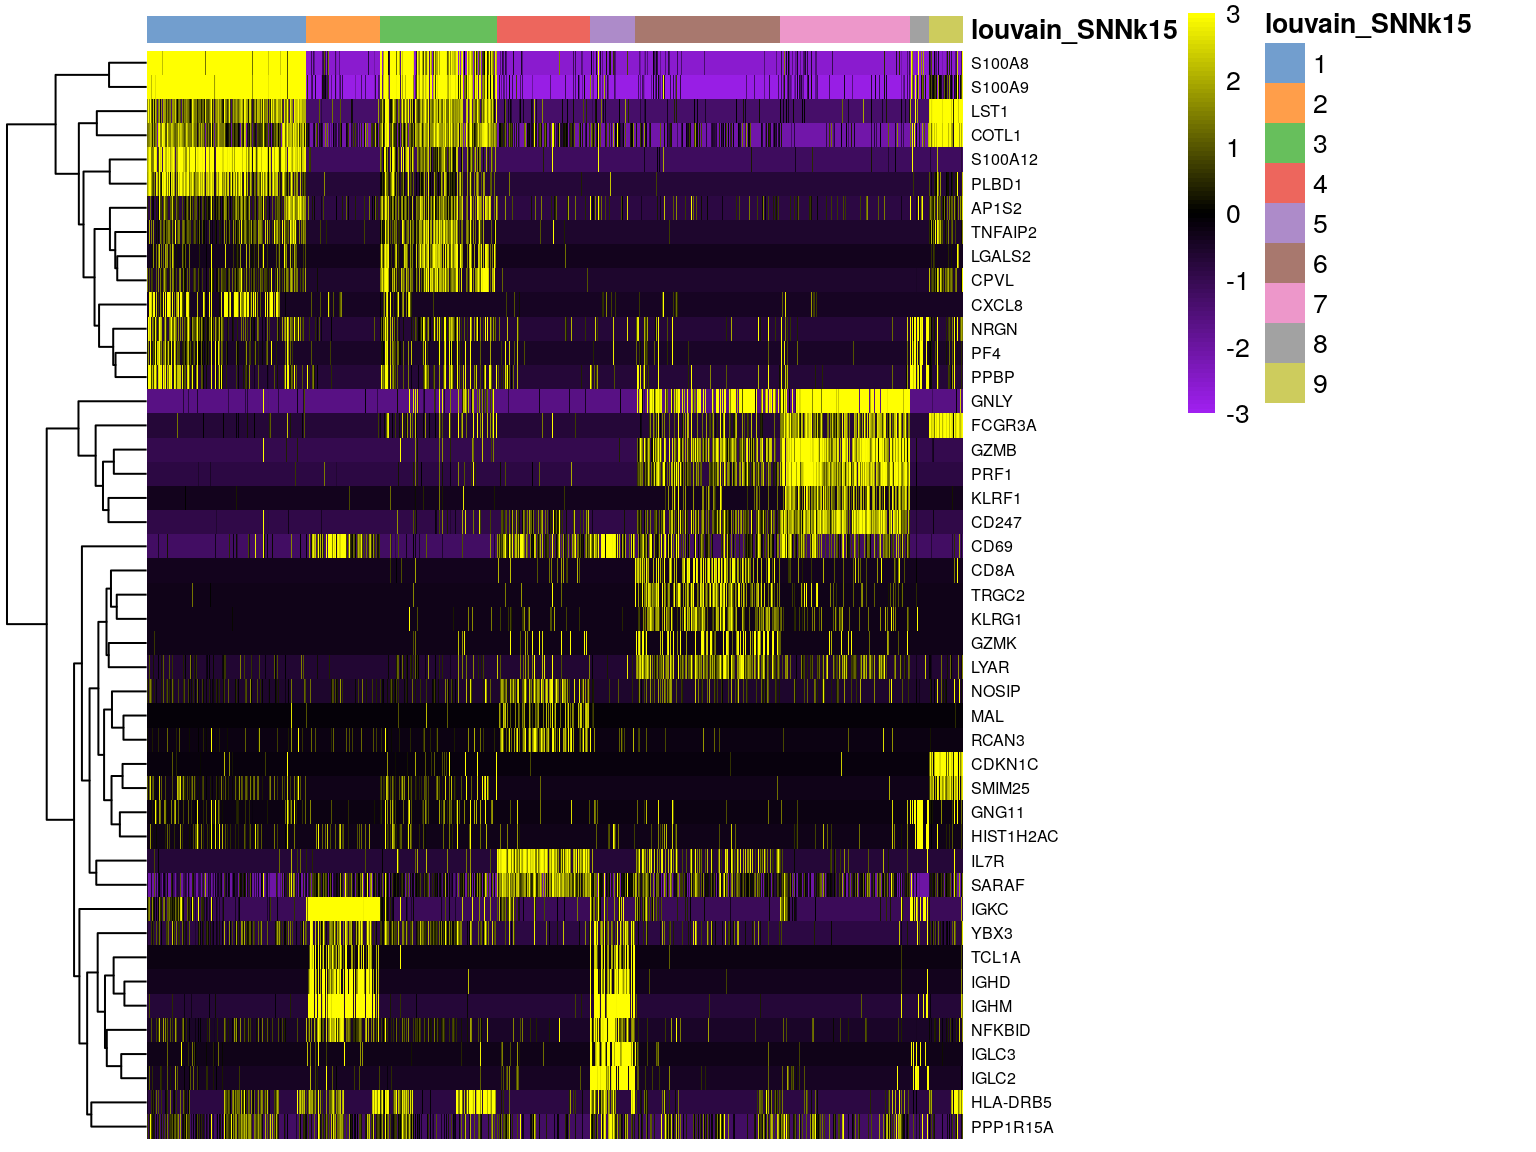 louvain_SNNk15
S100A8
S100A9
LST1
COTL1
S100A12
PLBD1
AP1S2
TNFAIP2
LGALS2
CPVL
CXCL8
NRGN
PF4
PPBP
GNLY
FCGR3A
GZMB
PRF1
KLRF1
CD247
CD69
CD8A
TRGC2
KLRG1
GZMK
LYAR
NOSIP
MAL
RCAN3
CDKN1C
SMIM25
GNG11
HIST1H2AC
IL7R
SARAF
IGKC
YBX3
TCL1A
IGHD
IGHM
NFKBID
IGLC3
IGLC2
HLA-DRB5
PPP1R15A
3
2
1
0
-1
-2
-3
louvain_SNNk15
1
2
3
4
5
6
7
8
9